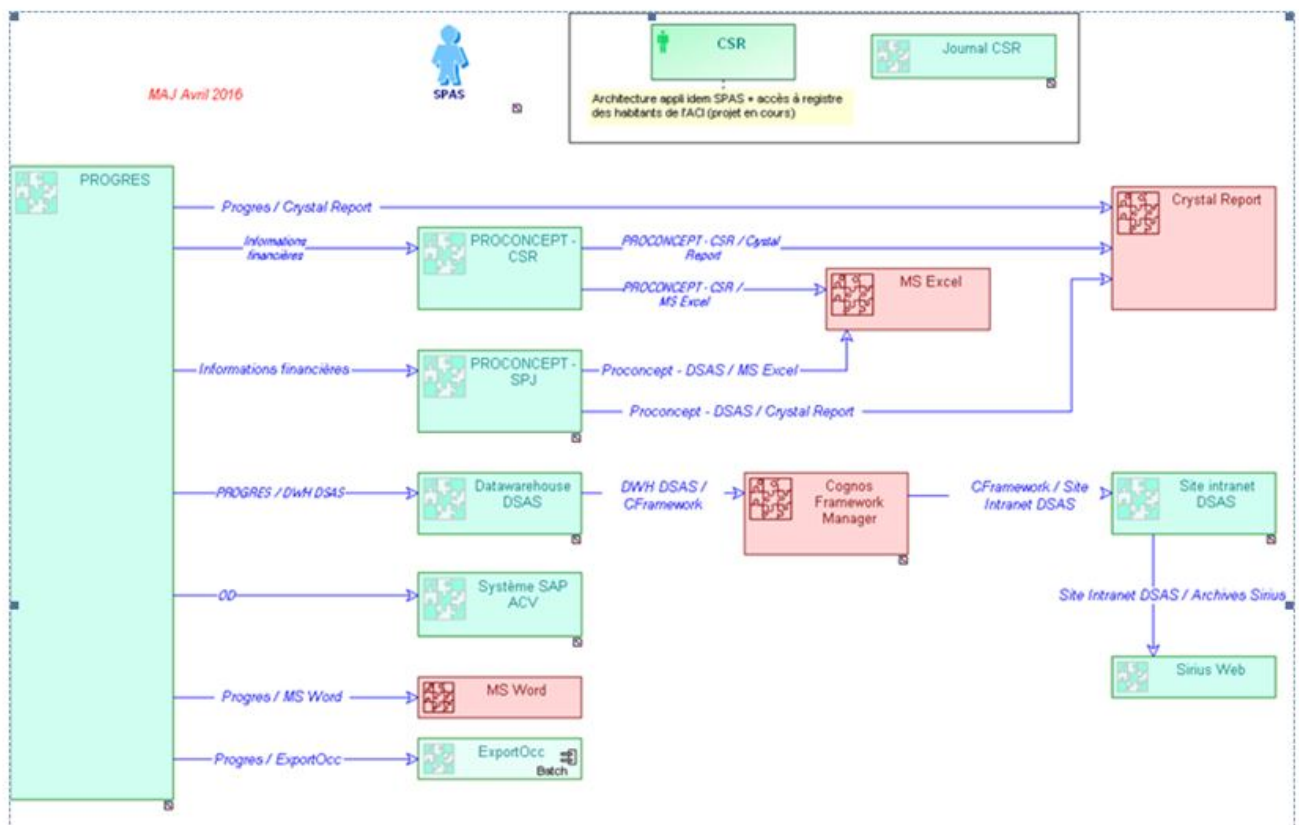 MAJ Avril 2016
SPAS
CSR
Journal CSR
Architecture appli idem SPAS + accès à registre
des habitants de l'ACI (projet en cours)
PROGRES
Progres / Crystal Report
Crystal Report
Informations
financières
PROCONCEPT -
CSR
PROCONCEPT - CSR / Crystal
Report
PROCONCEPT - CSR /
MS Excel
MS Excel
Informations financières
PROCONCEPT -
SPJ
Proconcept - DSAS / MS Excel
Proconcept - DSAS / Crystal Report
PROGRES / DWH DSAS
Datawarehouse
DSAS
DWH DSAS /
CFramework
Cognos
Framework
Manager
CFramework / Site
Intranet DSAS
Site intranet
DSAS
OD
Système SAP
ACV
Site Intranet DSAS / Archives Sirius
Progres / MS Word
MS Word
Sirius Web
Progres / ExportOcc
ExportOcc
Batch